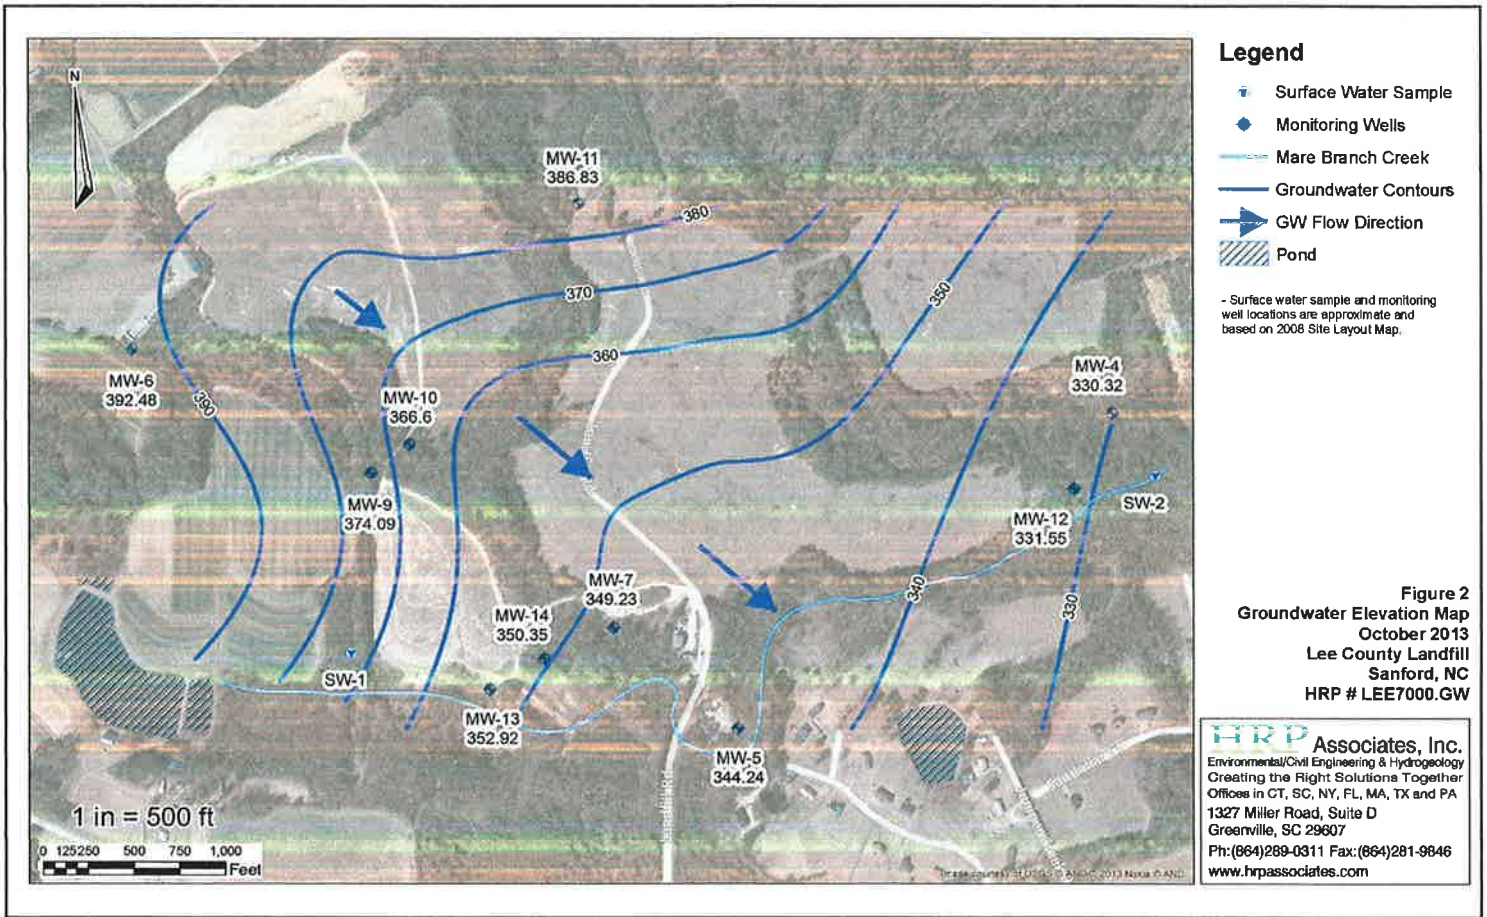 N
MW-11
386.83
380
370
360
350
MW-4
330.32
MW-6
392.48
390
MW-10
366.6
MW-9
374.09
SW-2
MW-12
331.55
MW-7
349.23
340
330
MW-14
350.35
SW-1
MW-13
352.92
MW-5
344.24
1 in = 500 ft
0 125250 500 750 1,000
Feet
Legend
Surface Water Sample
Monitoring Wells
Mare Branch Creek
Groundwater Contours
GW Flow Direction
Pond
- Surface water sample and monitoring
well locations are approximate and
based on 2008 Site Layout Map.
Figure 2
Groundwater Elevation Map
October 2013
Lee County Landfill
Sanford, NC
HRP # LEE7000.GW
HRP Associates, Inc.
Environmental/Civil Engineering & Hydrogeology
Creating the Right Solutions Together
Offices in CT, SC, NY, FL, MA, TX and PA
1327 Miller Road, Suite D
Greenville, SC 29607
Ph:(864)289-0311 Fax:(864)281-9846
www.hrpassociates.com